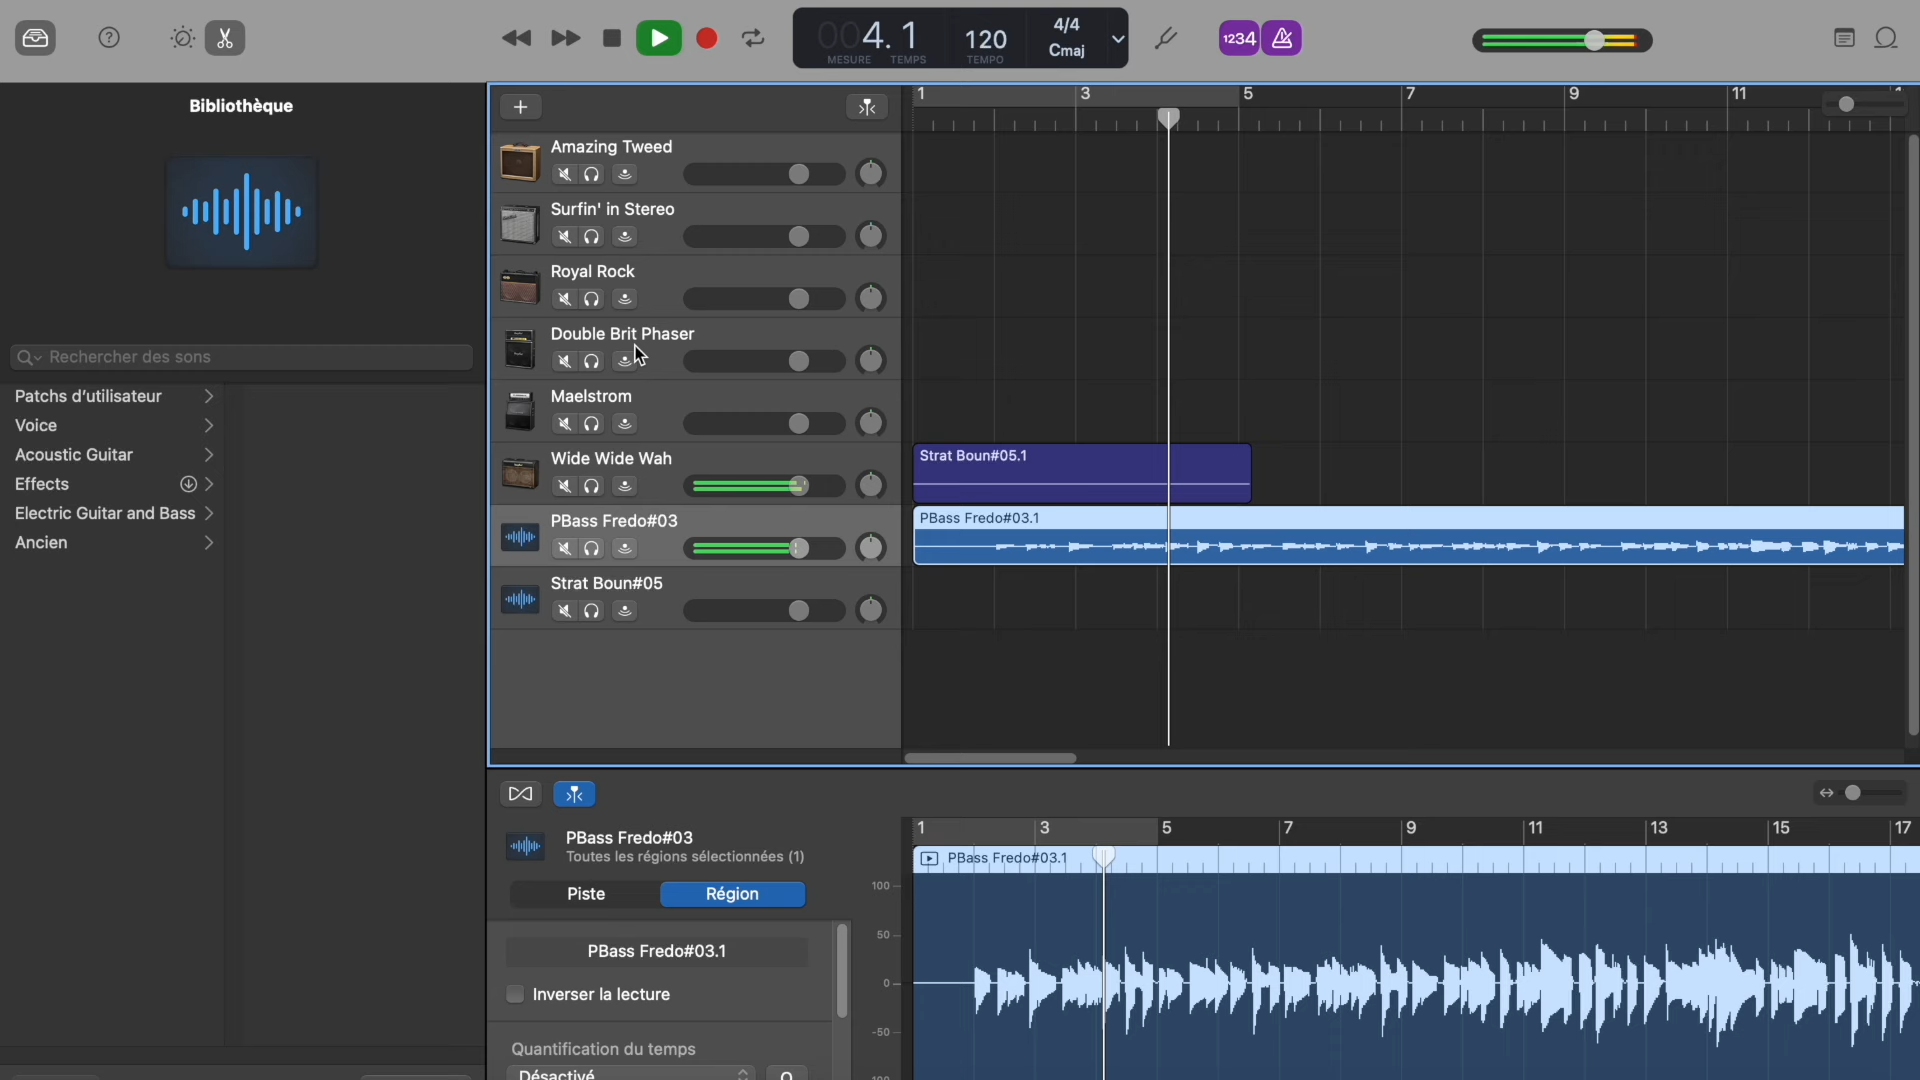 1234
004.1
MESURE TEMPS
120
TEMPO
4/4
Cmaj
Bibliothèque
Rechercher des sons
Patchs d'utilisateur
Voice
Acoustic Guitar
Effects
Electric Guitar and Bass
Ancien
1 3 5 7 9 11
Amazing Tweed
Surfin' in Stereo
Royal Rock
Double Brit Phaser
Maelstrom
Wide Wide Wah
Strat Boun#05.1
PBass Fredo#03
PBass Fredo#03.1
Strat Boun#05
PBass Fredo#03
Toutes les régions sélectionnées (1)
Piste
Région
PBass Fredo#03.1
Inverser la lecture
Quantification du temps
Désactivé
Q
1 3 5 7 9 11 13 15 17
PBass Fredo#03.1
100
50
0
-50
-100